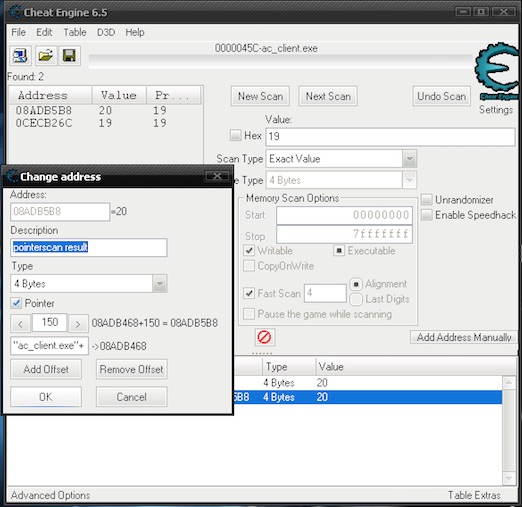 Cheat Engine 6.5
File Edit Table D3D Help
0000045C-ac_client.exe
Found: 2
Address Value Pr...
08ADB5B8 20 19
0CECB26C 19 19
New Scan Next Scan Undo Scan
Cheat Engine
Settings
Value:
Hex 19
Scan Type Exact Value
e Type 4 Bytes
Memory Scan Options
Start 00000000
Stop 7fffffff
Writable Executable
CopyOnWrite
Fast Scan 4 Alignment
Last Digits
Pause the game while scanning
Unrandomizer
Enable Speedhack
Add Address Manually
Change address
Address:
08ADB5B8 =20
Description
pointerscan result
Type
4 Bytes
Pointer
< 150 > 08ADB468+150 = 08ADB5B8
"ac_client.exe"+ ->08ADB468
Add Offset Remove Offset
OK Cancel
Type Value
4 Bytes 20
5B8 4 Bytes 20
Advanced Options Table Extras